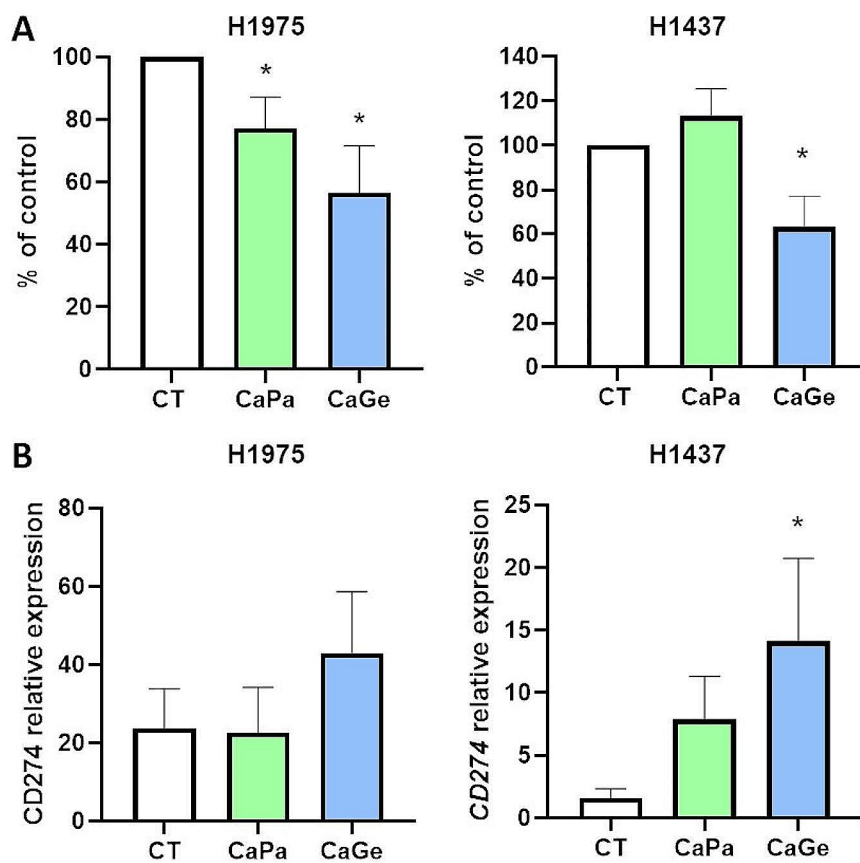 A
H1975
H1437
% of control
100
80
60
40
20
0
*
*
CT
CaPa
CaGe
% of control
140
120
100
80
60
40
20
0
*
CT
CaPa
CaGe
B
H1975
H1437
CD274 relative expression
80
60
40
20
0
CT
CaPa
CaGe
CD274 relative expression
25
20
15
10
5
0
*
CT
CaPa
CaGe